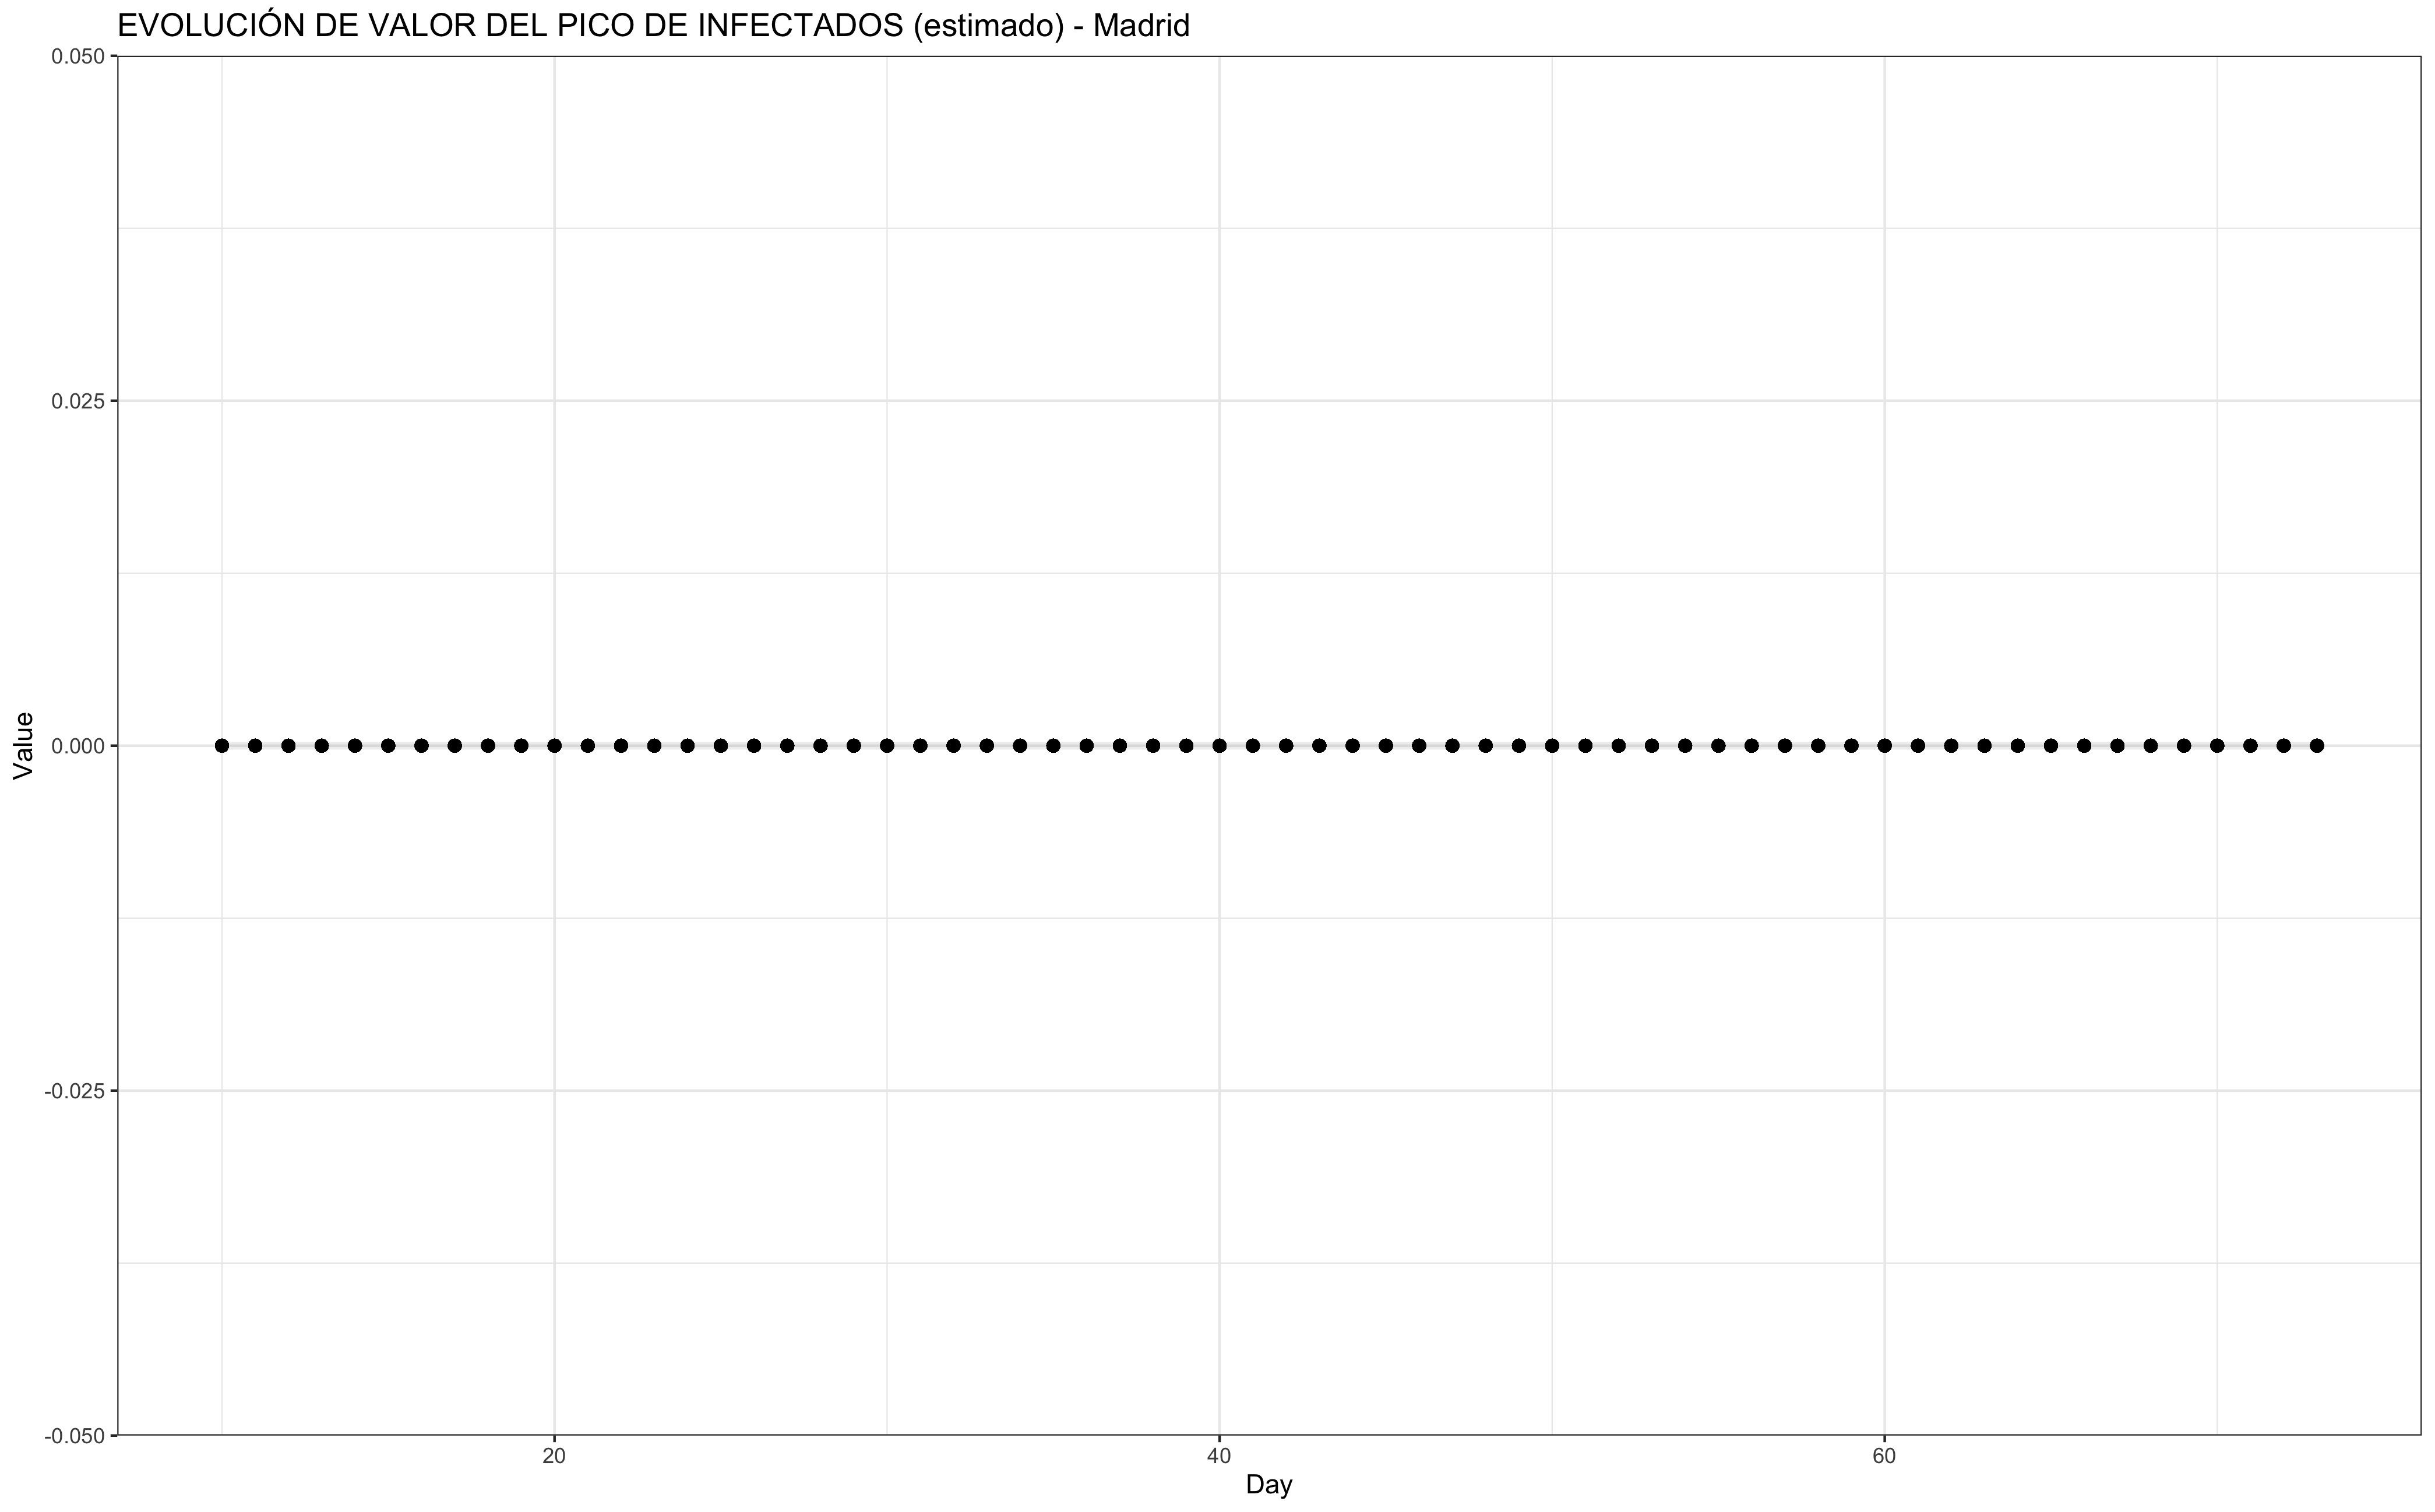 EVOLUCIÓN DE VALOR DEL PICO DE INFECTADOS (estimado) - Madrid
0.050
0.025
0.000
-0.025
-0.050
Value
20 40 60
Day